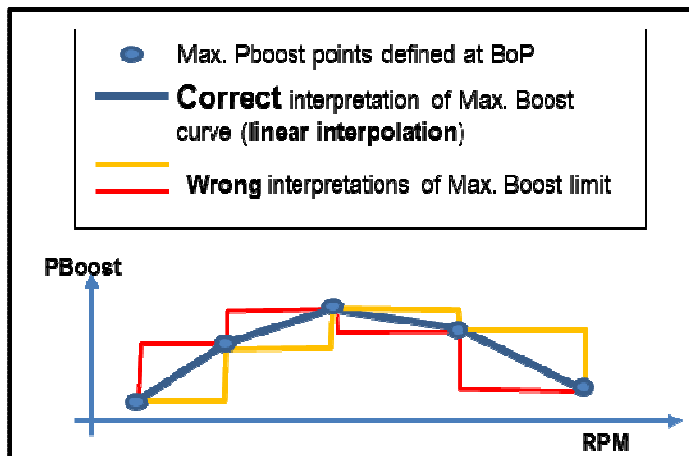 Max. Pboost points defined at BoP
Correct interpretation of Max. Boost
curve (linear interpolation)
Wrong interpretations of Max. Boost limit
PBoost
RPM